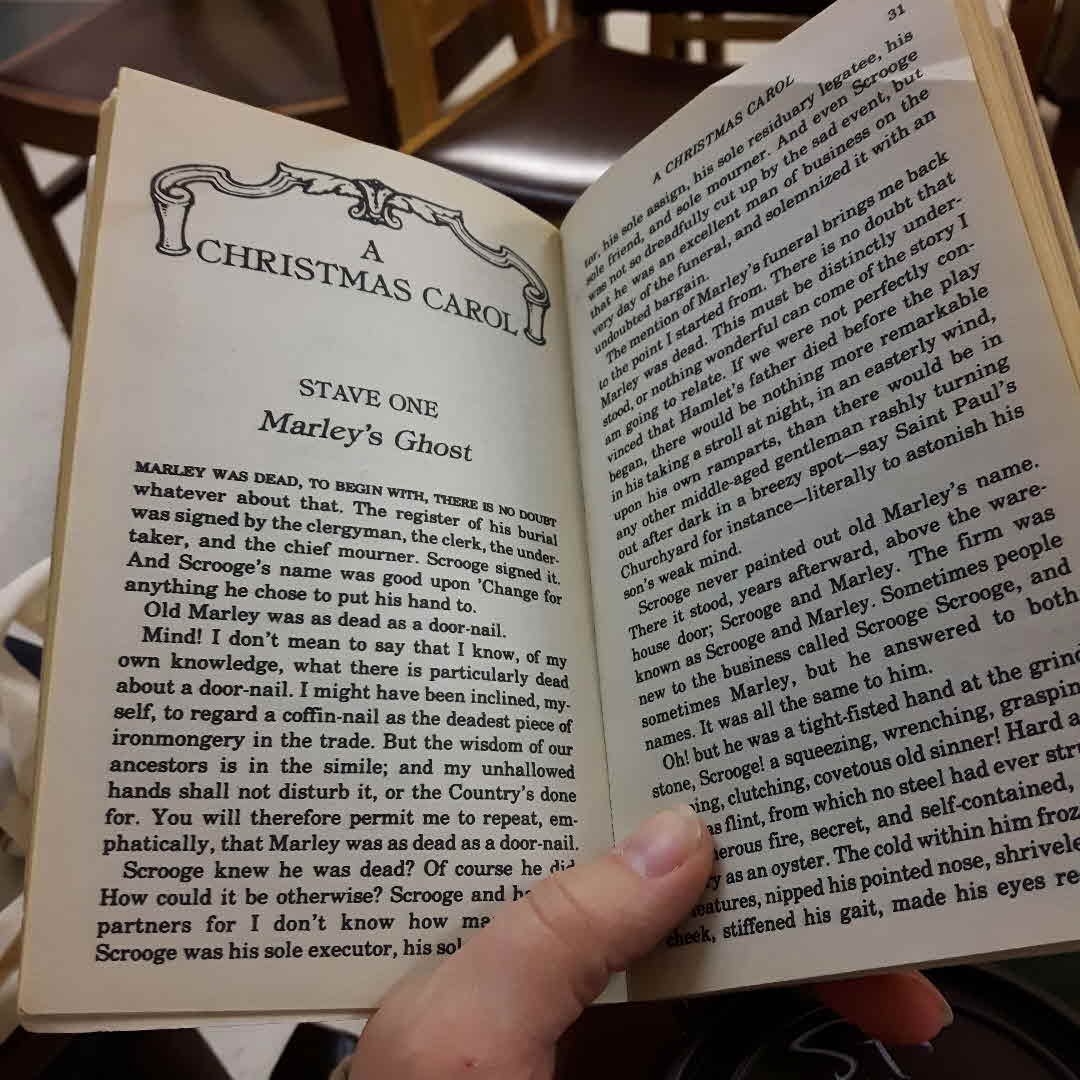 A
CHRISTMAS CAROL
STAVE ONE
Marley's Ghost
MARLEY WAS DEAD, TO BEGIN WITH, THERE IS NO DOUBT
whatever about that. The register of his burial
was signed by the clergyman, the clerk, the under-
taker, and the chief mourner. Scrooge signed it.
And Scrooge's name was good upon 'Change for
anything he chose to put his hand to.
Old Marley was as dead as a door-nail.
Mind! I don't mean to say that I know, of my
own knowledge, what there is particularly dead
about a door-nail. I might have been inclined, my-
self, to regard a coffin-nail as the deadest piece of
ironmongery in the trade. But the wisdom of our
ancestors is in the simile; and my unhallowed
hands shall not disturb it, or the Country's done
for. You will therefore permit me to repeat, em-
phatically, that Marley was as dead as a door-nail.
Scrooge knew he was dead? Of course he did
How could it be otherwise? Scrooge and
partners for I don't know how
Scrooge was his sole executor, his
A CHRISTMAS CAROL 31
tor, his sole assign, his sole residuary legatee, his
sole friend, and sole mourner. And even Scrooge
was not so dreadfully cut up by the sad event, but
that he was an excellent man of business on the
very day of the funeral, and solemnized it with an
undoubted bargain.
The mention of Marley's funeral brings me back
to the point I started from. There is no doubt that
Marley was dead. This must be distinctly under-
stood, or nothing wonderful can come of the story I
am going to relate. If we were not perfectly con-
vinced that Hamlet's father died before the play
began, there would be nothing more remarkable
in his taking a stroll at night, in an easterly wind,
upon his own ramparts, than there would be in
any other middle-aged gentleman rashly turning
out after dark in a breezy spot—say Saint Paul's
Churchyard for instance—literally to astonish his
son's weak mind.
Scrooge never painted out old Marley's name.
There it stood, years afterward, above the ware-
house door; Scrooge and Marley. The firm was
known as Scrooge and Marley. Sometimes people
new to the business called Scrooge Scrooge, and
sometimes Marley, but he answered to both
names. It was all the same to him.
Oh! but he was a tight-fisted hand at the grind
stone, Scrooge! a squeezing, wrenching, graspin
ing, clutching, covetous old sinner! Hard a
as flint, from which no steel had ever stru
nerous fire, secret, and self-contained,
as an oyster. The cold within him froz
eatures, nipped his pointed nose, shrivele
cheek, stiffened his gait, made his eyes re